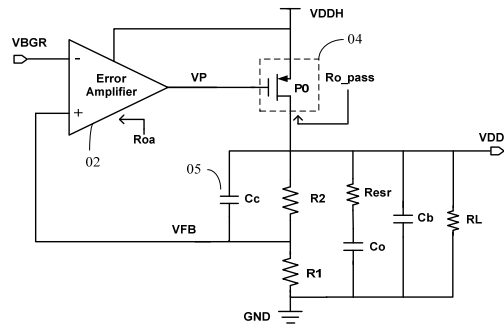 VDDH
04
VBGR
-
Error
Amplifier
VP
P0
Ro_pass
+
Roa
02
VDD
05
Cc
R2
Resr
Cb
RL
VFB
Co
R1
GND